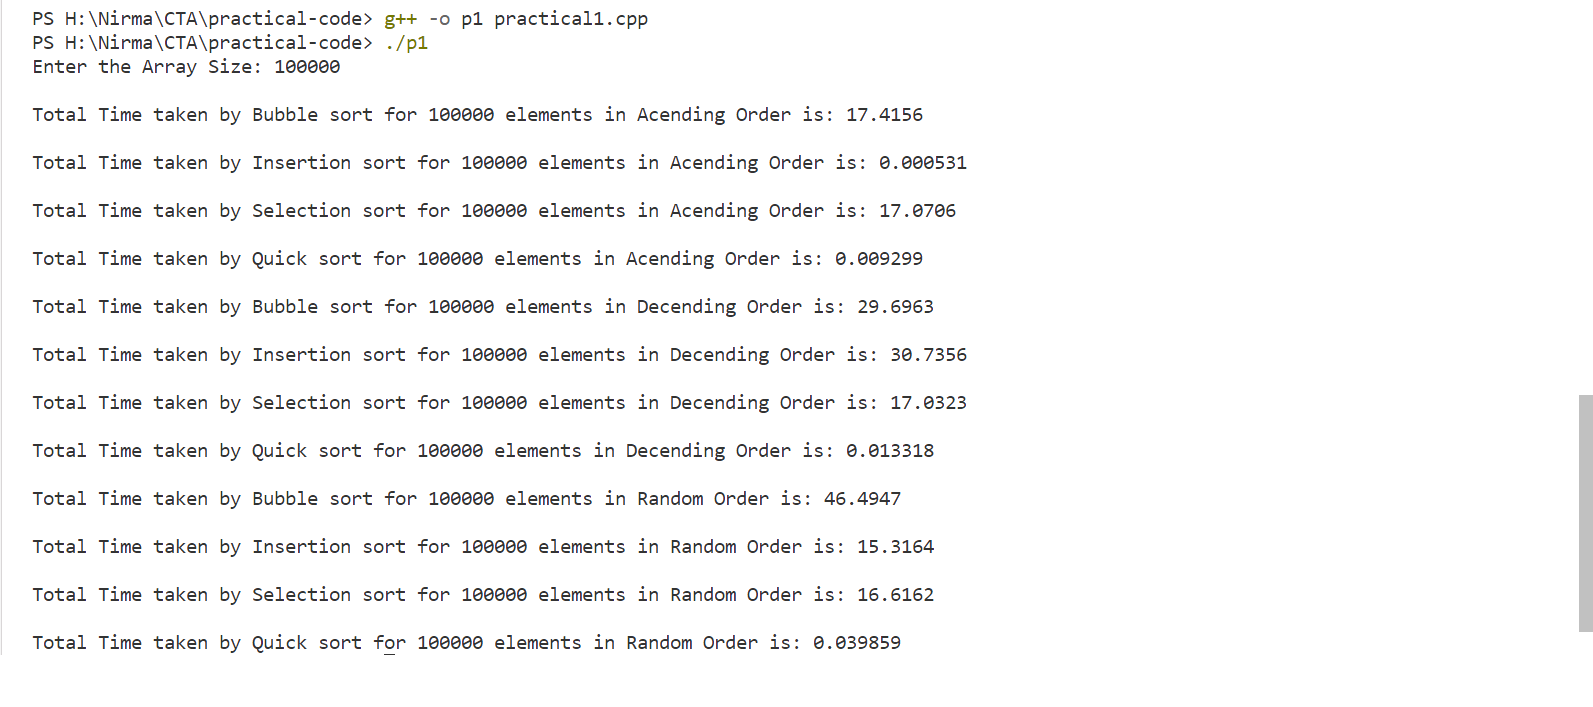 PS H:\Nirma\CTA\practical-code> g++ -o p1 practical1.cpp
PS H:\Nirma\CTA\practical-code> ./p1
Enter the Array Size: 100000
Total Time taken by Bubble sort for 100000 elements in Acending Order is: 17.4156
Total Time taken by Insertion sort for 100000 elements in Acending Order is: 0.000531
Total Time taken by Selection sort for 100000 elements in Acending Order is: 17.0706
Total Time taken by Quick sort for 100000 elements in Acending Order is: 0.009299
Total Time taken by Bubble sort for 100000 elements in Decending Order is: 29.6963
Total Time taken by Insertion sort for 100000 elements in Decending Order is: 30.7356
Total Time taken by Selection sort for 100000 elements in Decending Order is: 17.0323
Total Time taken by Quick sort for 100000 elements in Decending Order is: 0.013318
Total Time taken by Bubble sort for 100000 elements in Random Order is: 46.4947
Total Time taken by Insertion sort for 100000 elements in Random Order is: 15.3164
Total Time taken by Selection sort for 100000 elements in Random Order is: 16.6162
Total Time taken by Quick sort for 100000 elements in Random Order is: 0.039859